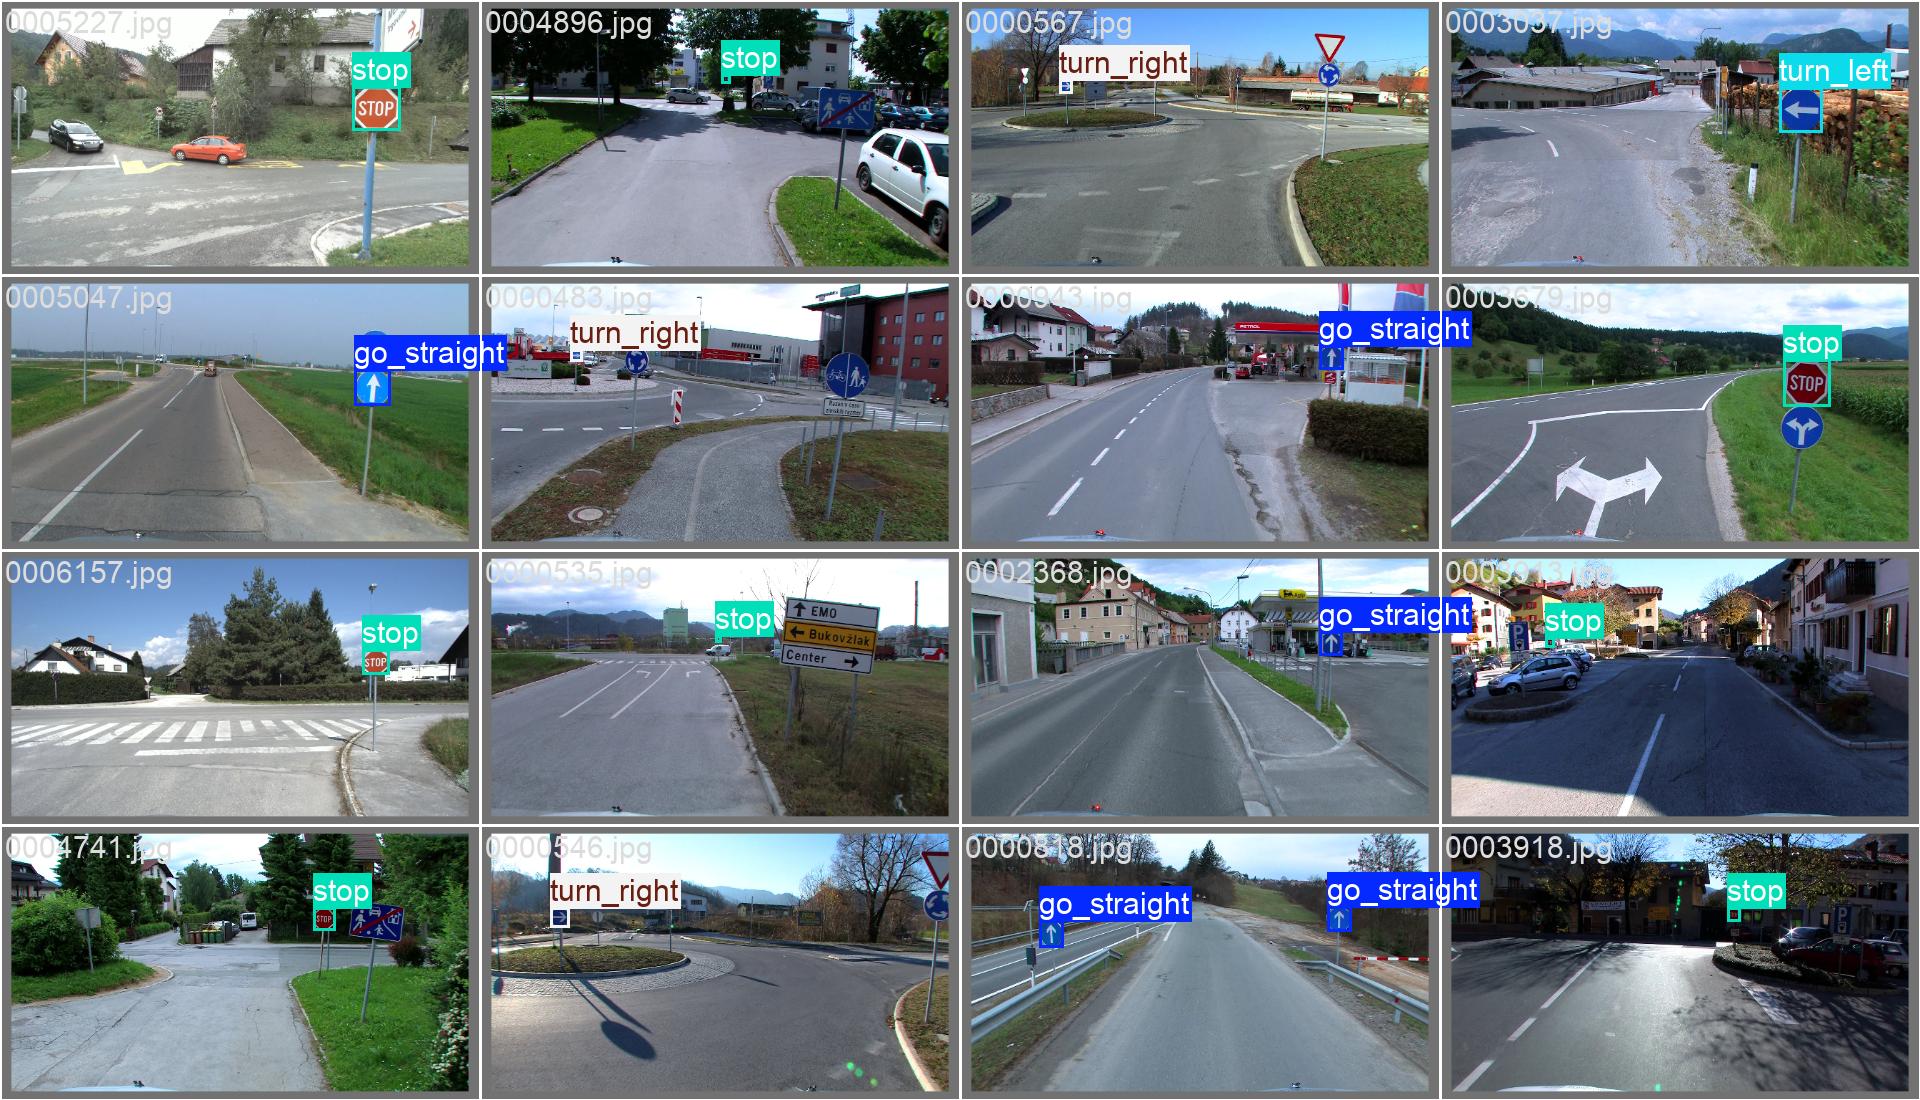 0005227.jpg
stop
STOP
0004896.jpg
stop
0000567.jpg
turn_right
0003037.jpg
turn_left
0005047.jpg
go_straight
0000483.jpg
turn_right
0000943.jpg
go_straight
PETROL
0003679.jpg
stop
STOP
0006157.jpg
stop
STOP
0000535.jpg
stop
EMO
Bukovžlak
Center
0002368.jpg
go_straight
0003913.jpg
stop
P
0004741.jpg
stop
STOP
0000546.jpg
turn_right
0000818.jpg
go_straight
go_straight
0003918.jpg
stop
P